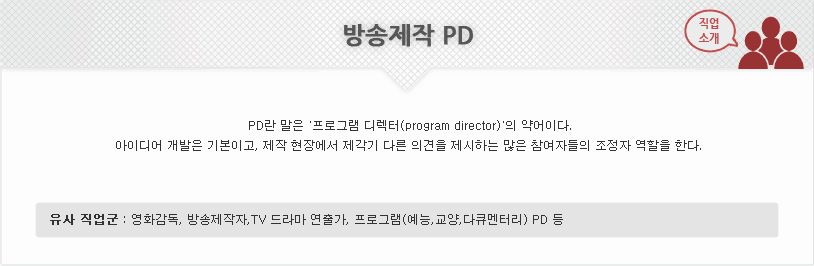 방송제작 PD
직업
소개
PD란 말은 '프로그램 디렉터(program director)'의 약어이다.
아이디어 개발은 기본이고, 제작 현장에서 제각기 다른 의견을 제시하는 많은 참여자들의 조정자 역할을 한다.
유사 직업군 : 영화감독, 방송제작자,TV 드라마 연출가, 프로그램(예능,교양,다큐멘터리) PD 등